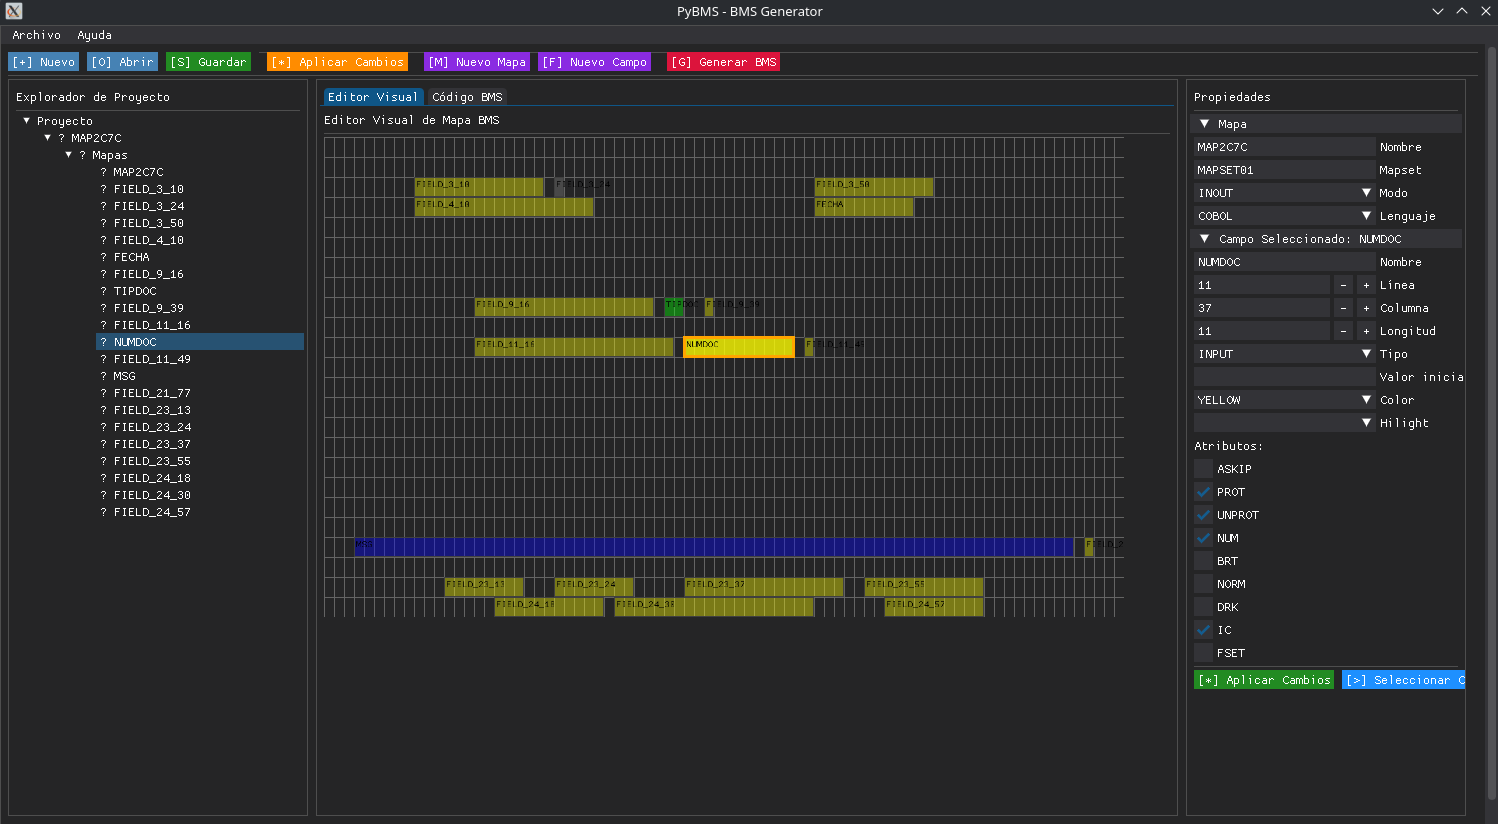 PyBMS - BMS Generator
Archivo Ayuda
[+] Nuevo [O] Abrir [S] Guardar [*] Aplicar Cambios [M] Nuevo Mapa [F] Nuevo Campo [G] Generar BMS
Explorador de Proyecto
▼ Proyecto
▼ ? MAP2C7C
▼ ? Mapas
? MAP2C7C
? FIELD_3_10
? FIELD_3_24
? FIELD_3_50
? FIELD_4_10
? FECHA
? FIELD_9_16
? TIPDOC
? FIELD_9_39
? FIELD_11_16
? NUMDOC
? FIELD_11_49
? MSG
? FIELD_21_77
? FIELD_23_13
? FIELD_23_24
? FIELD_23_37
? FIELD_23_55
? FIELD_24_18
? FIELD_24_30
? FIELD_24_57
Editor Visual Código BMS
Editor Visual de Mapa BMS
FIELD_3_10 FIELD_3_24 FIELD_3_50
FIELD_4_10 FECHA
FIELD_9_16 TIPDOC FIELD_9_39
FIELD_11_16 NUMDOC FIELD_11_49
MSG FIELD_2
FIELD_23_13 FIELD_23_24 FIELD_23_37 FIELD_23_55
FIELD_24_18 FIELD_24_30 FIELD_24_57
Propiedades
▼ Mapa
MAP2C7C Nombre
MAPSET01 Mapset
INOUT ▼ Modo
COBOL ▼ Lenguaje
▼ Campo Seleccionado: NUMDOC
NUMDOC Nombre
11 - + Línea
37 - + Columna
11 - + Longitud
INPUT ▼ Tipo
Valor inicia
YELLOW ▼ Color
▼ Hilight
Atributos:
ASKIP
PROT
UNPROT
NUM
BRT
NORM
DRK
IC
FSET
[*] Aplicar Cambios [>] Seleccionar C